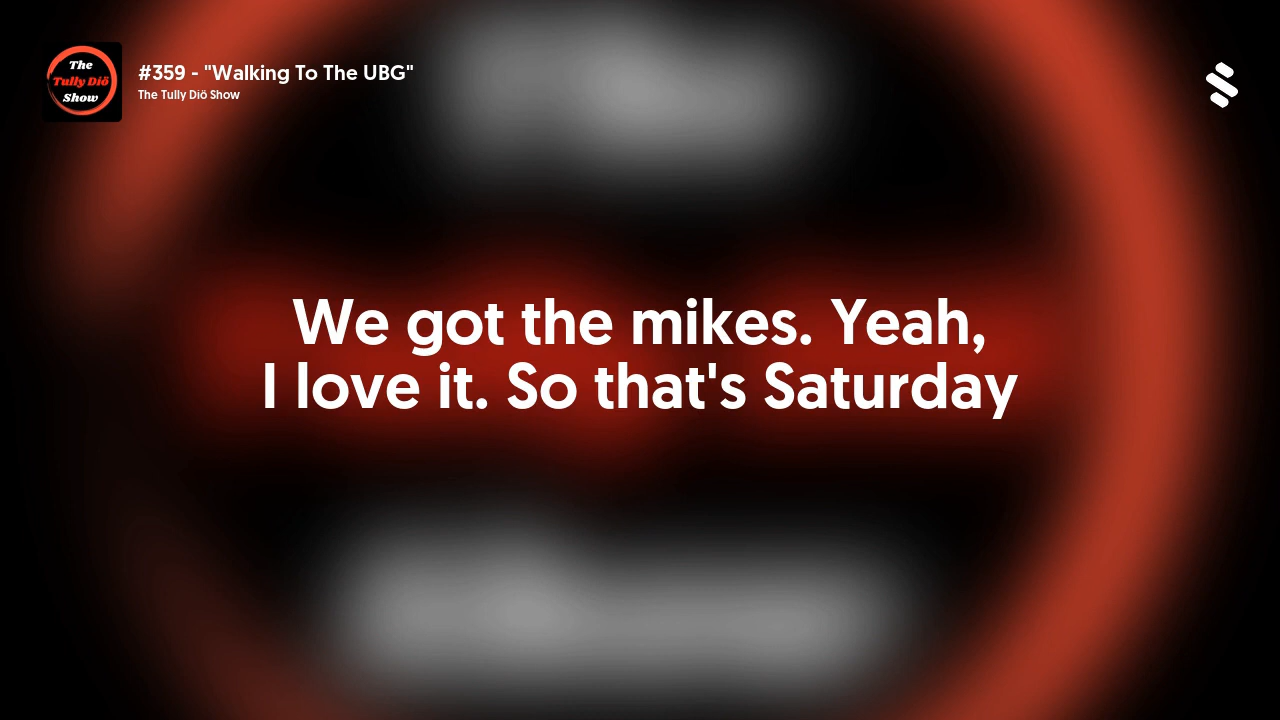 The
Tully Diö
Show
#359 - "Walking To The UBG"
The Tully Diö Show
We got the mikes. Yeah,
I love it. So that's Saturday